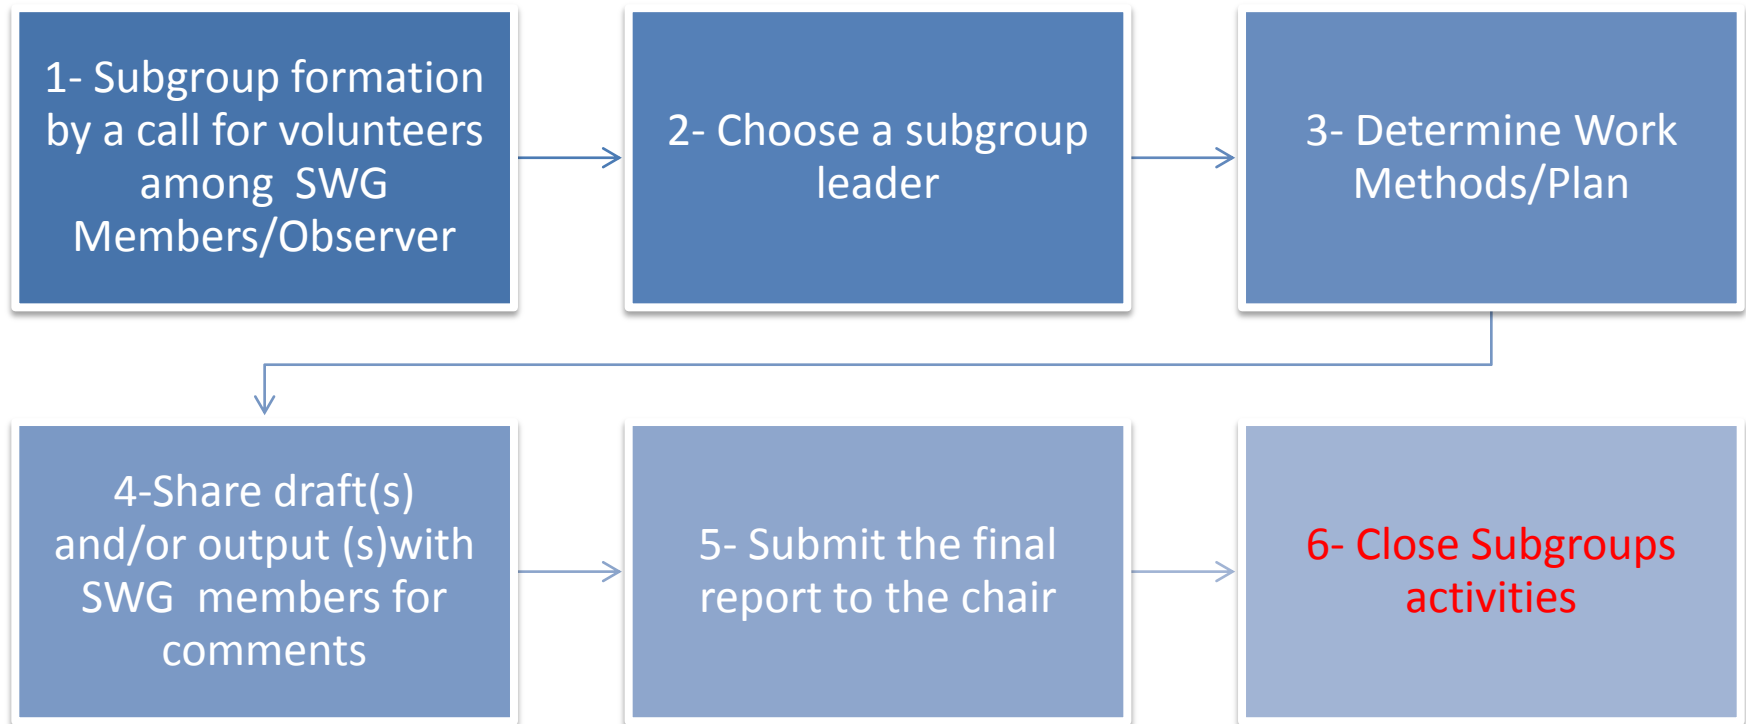 1- Subgroup formation
by a call for volunteers
among  SWG
Members/Observer
2- Choose a subgroup
leader
3- Determine Work
Methods/Plan
4-Share draft(s)
and/or output (s)with
SWG  members for
comments
5- Submit the final
report to the chair
6- Close Subgroups
activities